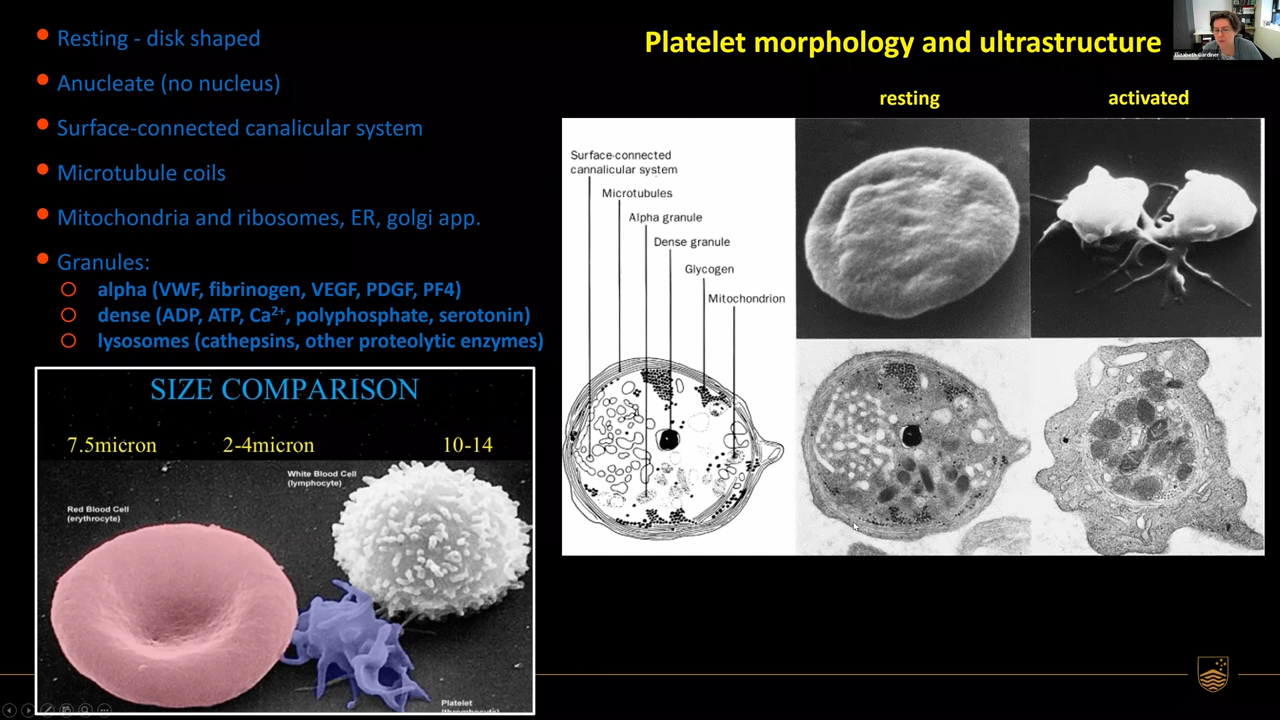 Resting - disk shaped
Anucleate (no nucleus)
Surface-connected canalicular system
Microtubule coils
Mitochondria and ribosomes, ER, golgi app.
Granules:
alpha (VWF, fibrinogen, VEGF, PDGF, PF4)
dense (ADP, ATP, Ca²⁺, polyphosphate, serotonin)
lysosomes (cathepsins, other proteolytic enzymes)
SIZE COMPARISON
7.5micron 2-4micron 10-14
White Blood Cell
(lymphocyte)
Red Blood Cell
(erythrocyte)
Platelet
(thrombocyte)
Platelet morphology and ultrastructure
Elizabeth Gardiner
resting activated
Surface-connected
cannalicular system
Microtubules
Alpha granule
Dense granule
Glycogen
Mitochondrion